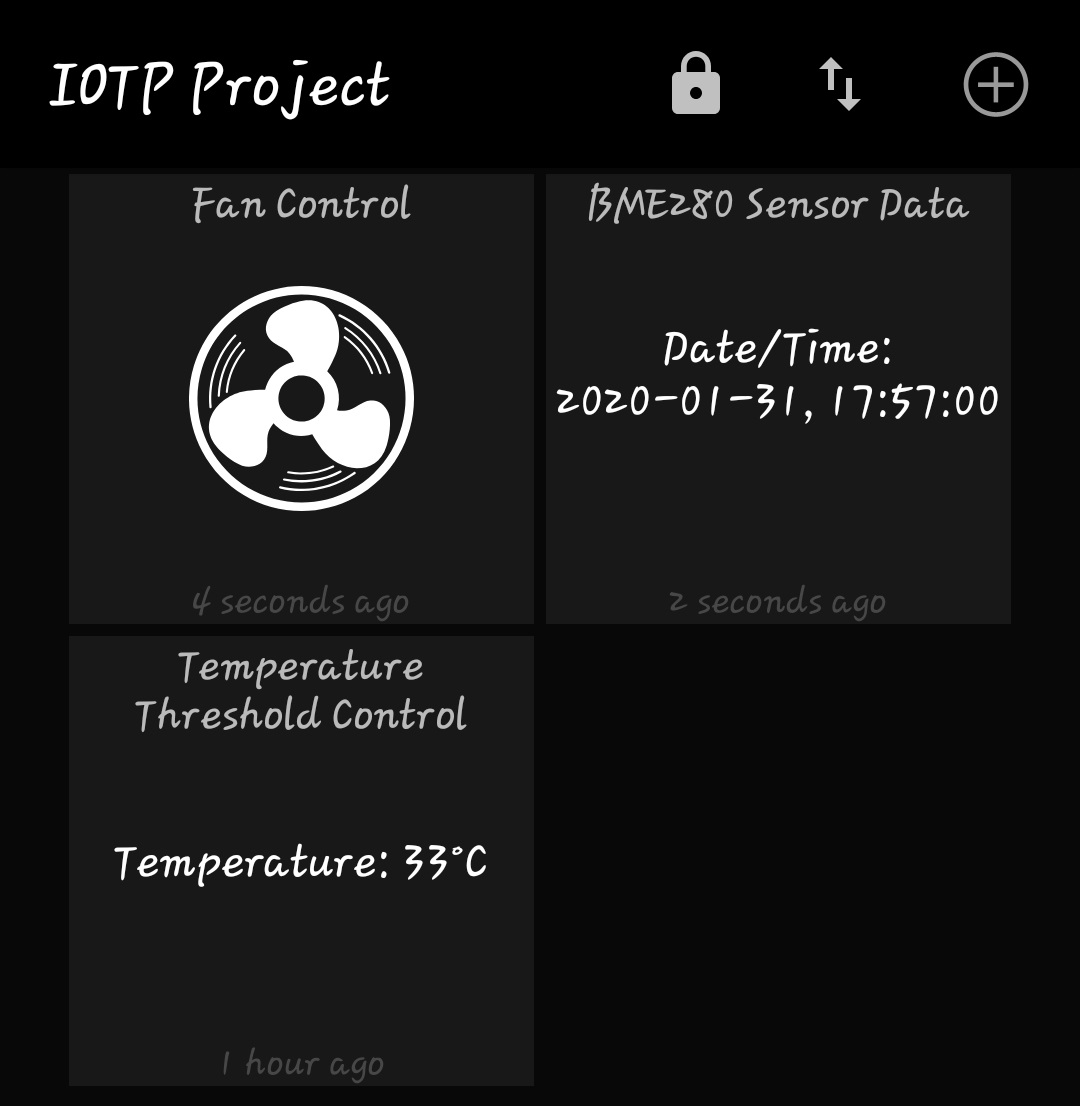 IOTP Project
Fan Control
BME280 Sensor Data
Date/Time:
2020-01-31, 17:57:00
4 seconds ago
2 seconds ago
Temperature
Threshold Control
Temperature: 33°C
1 hour ago